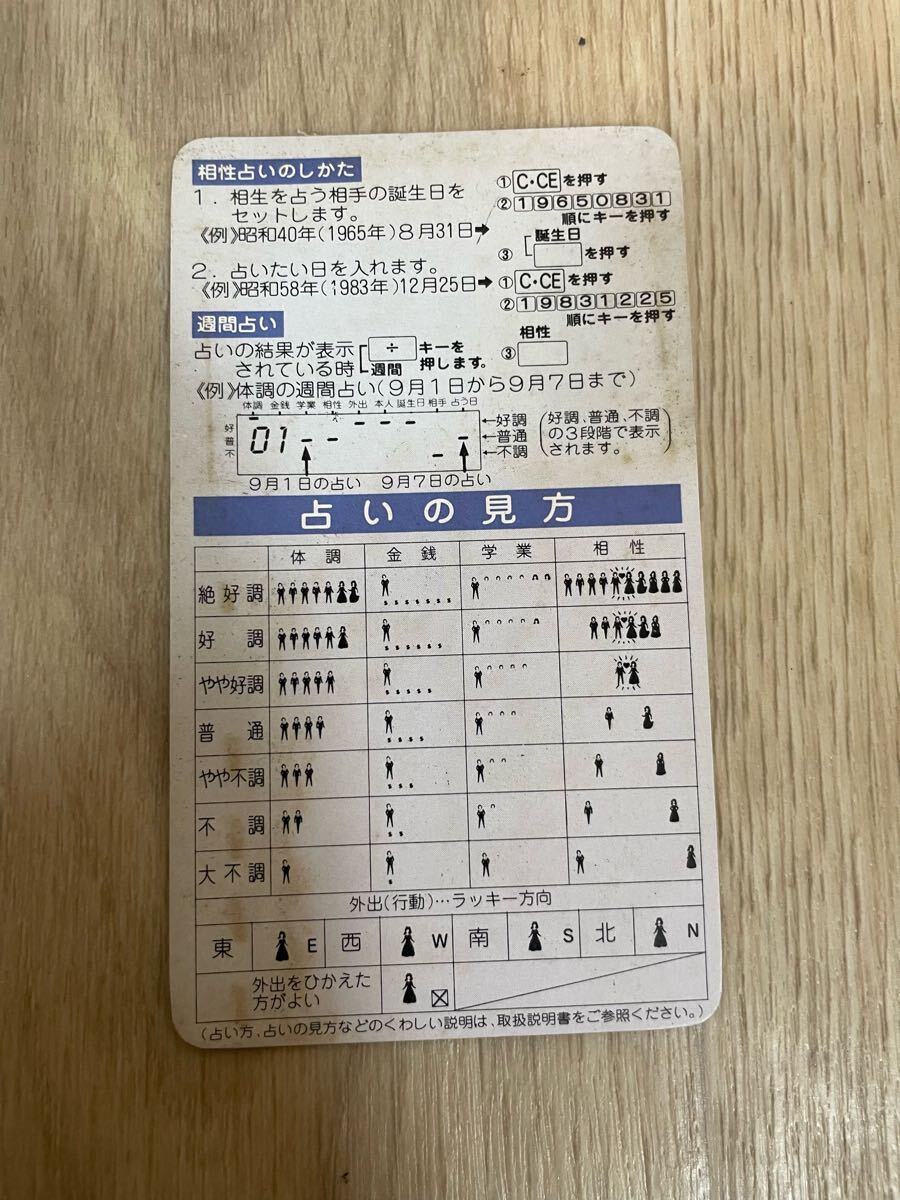 相性占いのしかた
1．相生を占う相手の誕生日を
セットします。
《例》昭和40年(1965年)8月31日➡
①C・CEを押す
②19650831
順にキーを押す
誕生日
③ を押す
2．占いたい日を入れます。
《例》昭和58年(1983年)12月25日➡
①C・CEを押す
②19831225
順にキーを押す
相性
③
週間占い
占いの結果が表示
されている時
÷ キーを
週間 押します。
《例》体調の週間占い(9月1日から9月7日まで)
体調 金銭 学業 相性 外出 本人 誕生日 相手 占う日
好
普
不
01
←好調
←普通
←不調
(好調、普通、不調
の3段階で表示
されます。)
9月1日の占い 9月7日の占い
占いの見方
体調 金銭 学業 相性
絶好調
好調
やや好調
普通
やや不調
不調
大不調
外出(行動)…ラッキー方向
東 E 西 W 南 S 北 N
外出をひかえた
方がよい
(占い方、占いの見方などのくわしい説明は、取扱説明書をご参照ください。)